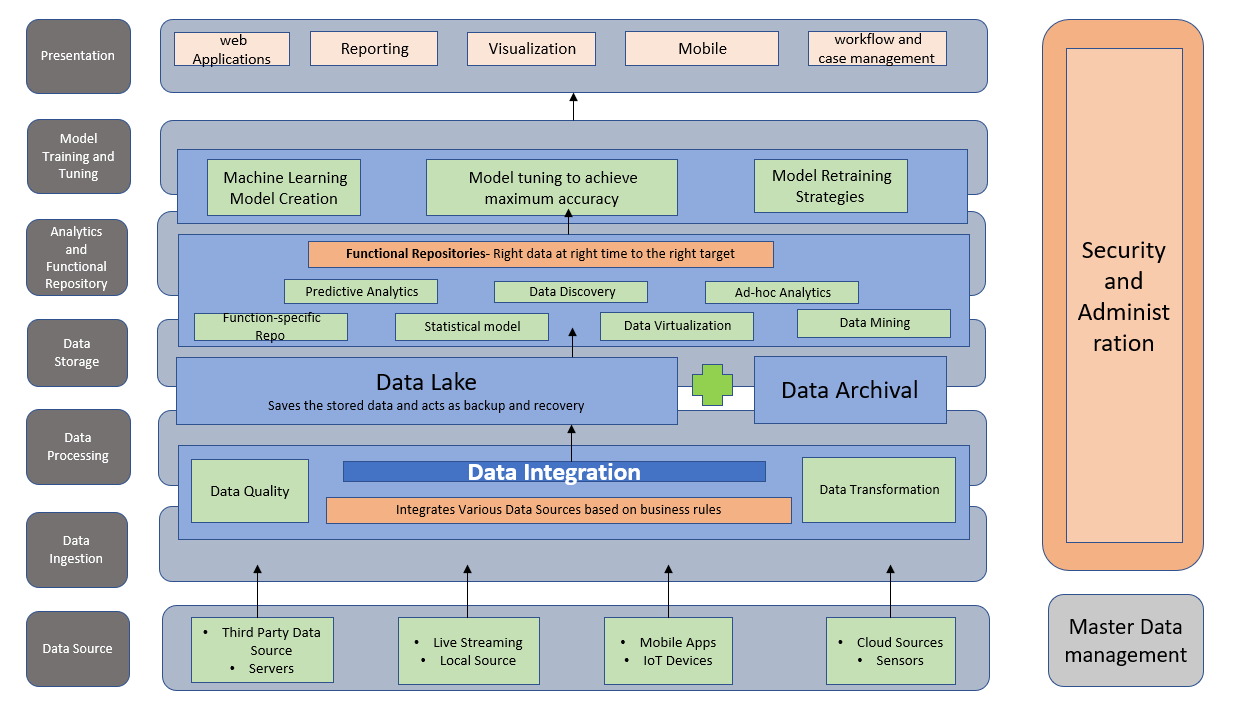 Presentation
web
Applications
Reporting
Visualization
Mobile
workflow and
case management
Model
Training and
Tuning
Machine Learning
Model Creation
Model tuning to achieve
maximum accuracy
Model Retraining
Strategies
Analytics
and
Functional
Repository
Functional Repositories- Right data at right time to the right target
Predictive Analytics
Data Discovery
Ad-hoc Analytics
Function-specific
Repo
Statistical model
Data Virtualization
Data Mining
Data
Storage
Data Lake
Saves the stored data and acts as backup and recovery
Data Archival
Data
Processing
Data Quality
Data Integration
Integrates Various Data Sources based on business rules
Data Transformation
Data
Ingestion
Data Source
• Third Party Data
Source
• Servers
• Live Streaming
• Local Source
• Mobile Apps
• IoT Devices
• Cloud Sources
• Sensors
Security
and
Administ
ration
Master Data
management